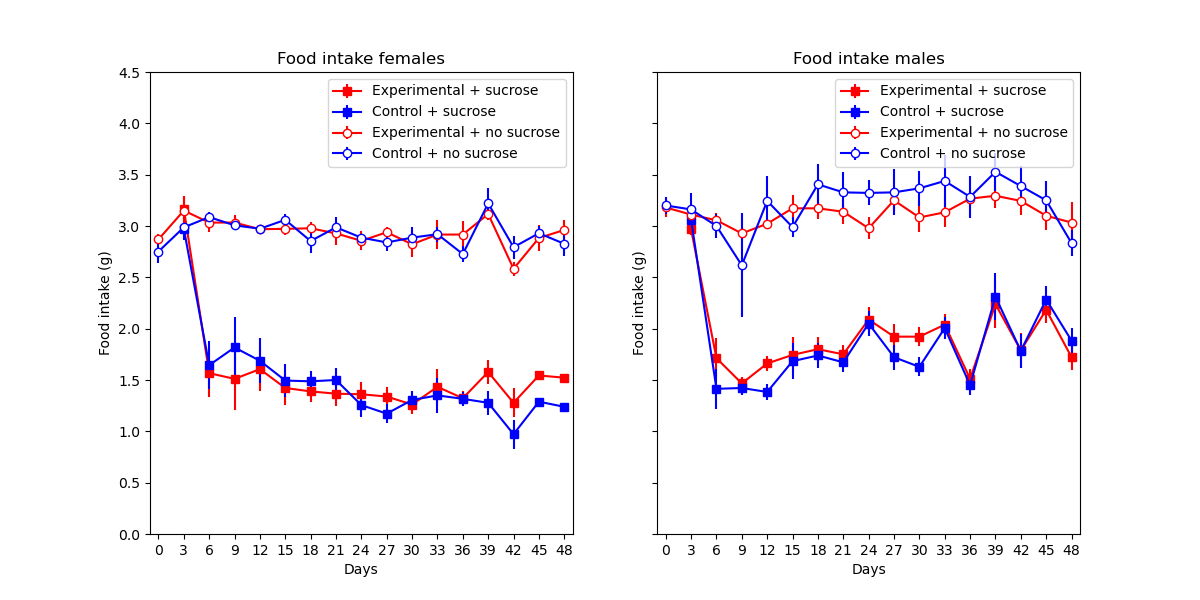 Food intake females
Food intake (g)
4.5
4.0
3.5
3.0
2.5
2.0
1.5
1.0
0.5
0.0
Experimental + sucrose
Control + sucrose
Experimental + no sucrose
Control + no sucrose
0 3 6 9 12 15 18 21 24 27 30 33 36 39 42 45 48
Days
Food intake males
Food intake (g)
Experimental + sucrose
Control + sucrose
Experimental + no sucrose
Control + no sucrose
0 3 6 9 12 15 18 21 24 27 30 33 36 39 42 45 48
Days